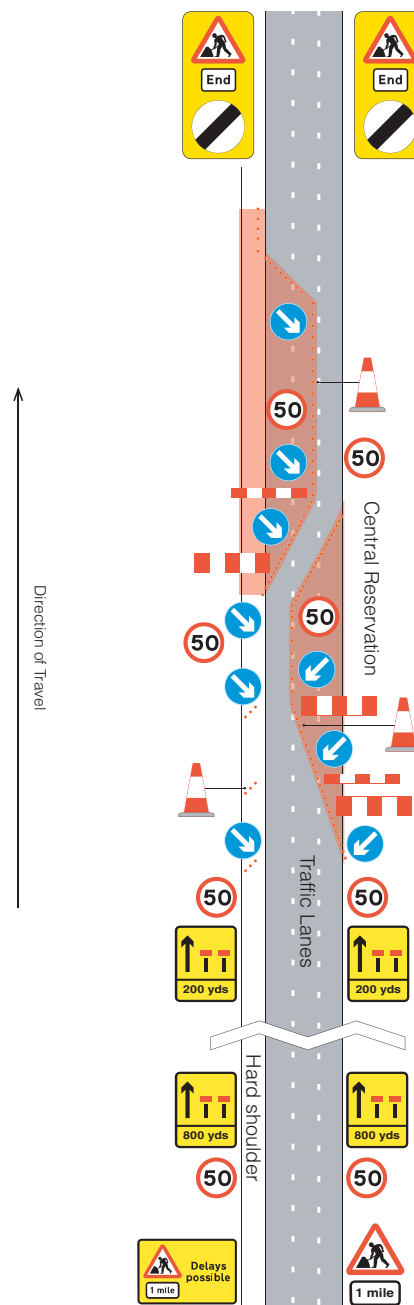 End
End
50
50
Central Reservation
50
50
Direction of Travel
Traffic Lanes
50
50
200 yds
200 yds
Hard shoulder
800 yds
800 yds
50
50
Delays
possible
1 mile
1 mile